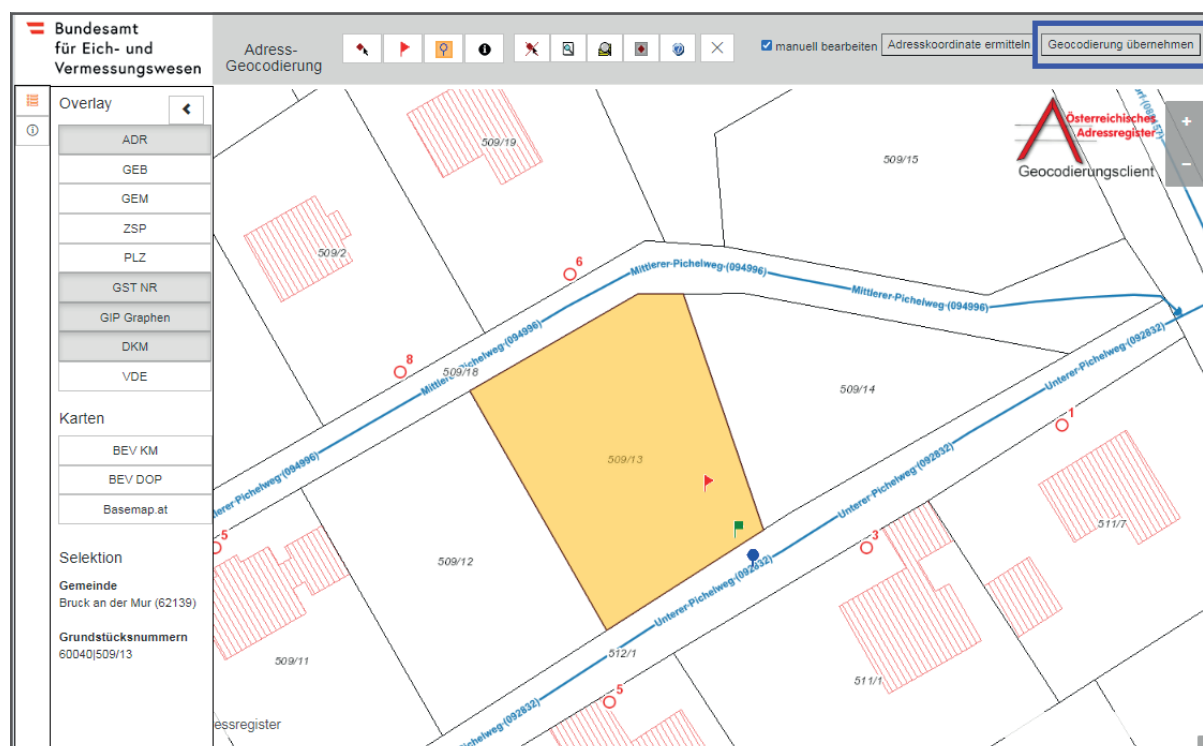 Bundesamt
für Eich- und
Vermessungswesen
Adress-
Geocodierung
manuell bearbeiten
Adresskoordinate ermitteln
Geocodierung übernehmen
Overlay
ADR
GEB
GEM
ZSP
PLZ
GST NR
GIP Graphen
DKM
VDE
Karten
BEV KM
BEV DOP
Basemap.at
Selektion
Gemeinde
Bruck an der Mur (62139)
Grundstücksnummern
60040|509/13
Österreichisches
Adressregister
Geocodierungsclient
+
−
509/19
509/15
509/2
6
Mittlerer-Pichelweg-(094996)
Mittlerer-Pichelweg-(094996)
Mittlerer-Pichelweg-(094996)
8
509/18
509/14
Unterer-Pichelweg-(092832)
1
509/13
lerer-Pichelweg-(094996)
Unterer-Pichelweg-(092832)
511/7
5
3
509/12
Unterer-Pichelweg-(092832)
509/11
512/1
511/1
5
essregister
Unterer-Pichelweg-(092832)